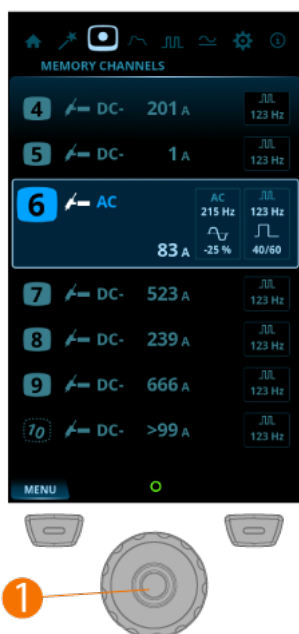 MEMORY CHANNELS
4 DC- 201 A 123 Hz
5 DC- 1 A 123 Hz
6 AC 83 A AC 215 Hz -25 % 123 Hz 40/60
7 DC- 523 A 123 Hz
8 DC- 239 A 123 Hz
9 DC- 666 A 123 Hz
10 DC- >99 A 123 Hz
MENU
1